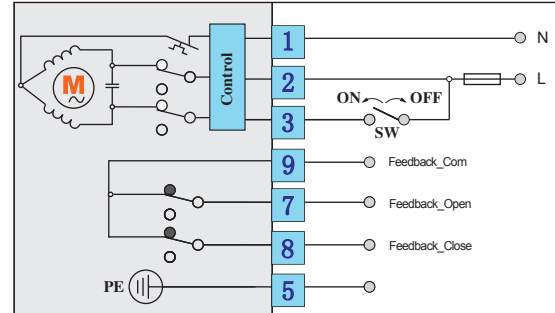 1 N
M
~
Control
2 L
ON OFF
3
SW
9 Feedback_Com
7 Feedback_Open
8 Feedback_Close
PE 5